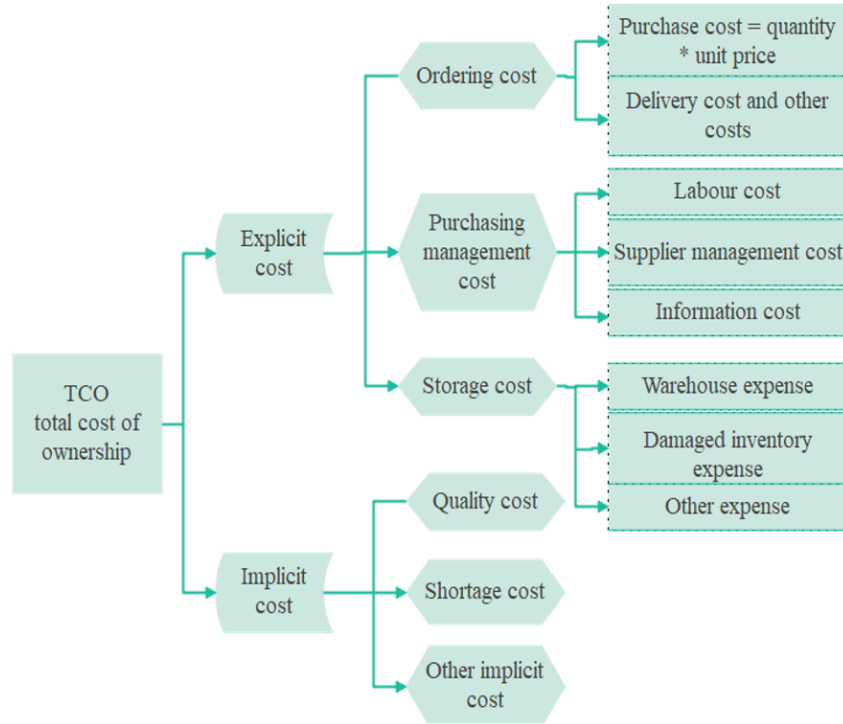 TCO
total cost of
ownership
Explicit
cost
Implicit
cost
Ordering cost
Purchasing
management
cost
Storage cost
Quality cost
Shortage cost
Other implicit
cost
Purchase cost = quantity
* unit price
Delivery cost and other
costs
Labour cost
Supplier management cost
Information cost
Warehouse expense
Damaged inventory
expense
Other expense